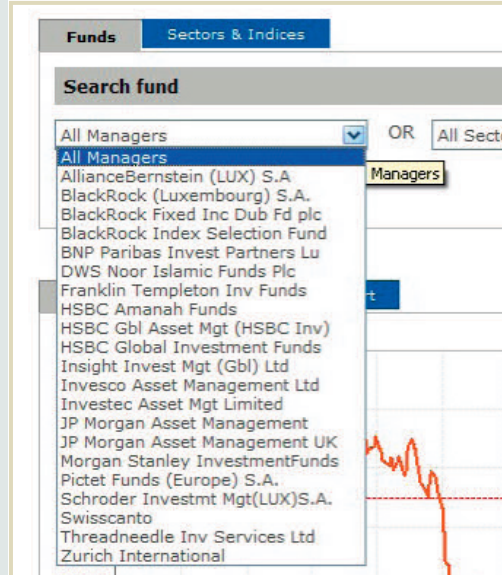 Funds
Sectors & Indices
Search fund
All Managers
OR
All Sect
All Managers
AllianceBernstein (LUX) S.A
Managers
BlackRock (Luxembourg) S.A.
BlackRock Fixed Inc Dub Fd plc
BlackRock Index Selection Fund
BNP Paribas Invest Partners Lu
DWS Noor Islamic Funds Plc
Franklin Templeton Inv Funds
HSBC Amanah Funds
HSBC Gbl Asset Mgt (HSBC Inv)
HSBC Global Investment Funds
Insight Invest Mgt (Gbl) Ltd
Invesco Asset Management Ltd
Investec Asset Mgt Limited
JP Morgan Asset Management
JP Morgan Asset Management UK
Morgan Stanley InvestmentFunds
Pictet Funds (Europe) S.A.
Schroder Investmt Mgt(LUX)S.A.
Swisscanto
Threadneedle Inv Services Ltd
Zurich International